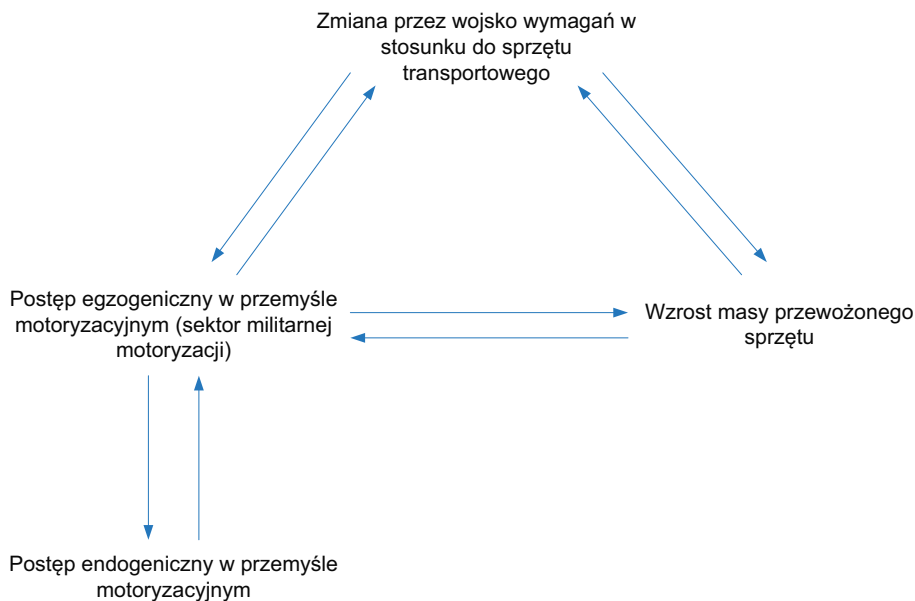 Zmiana przez wojsko wymagań w
stosunku do sprzętu
transportowego
Postęp egzogeniczny w przemyśle
motoryzacyjnym (sektor militarnej
motoryzacji)
Wzrost masy przewożonego
sprzętu
Postęp endogeniczny w przemyśle
motoryzacyjnym